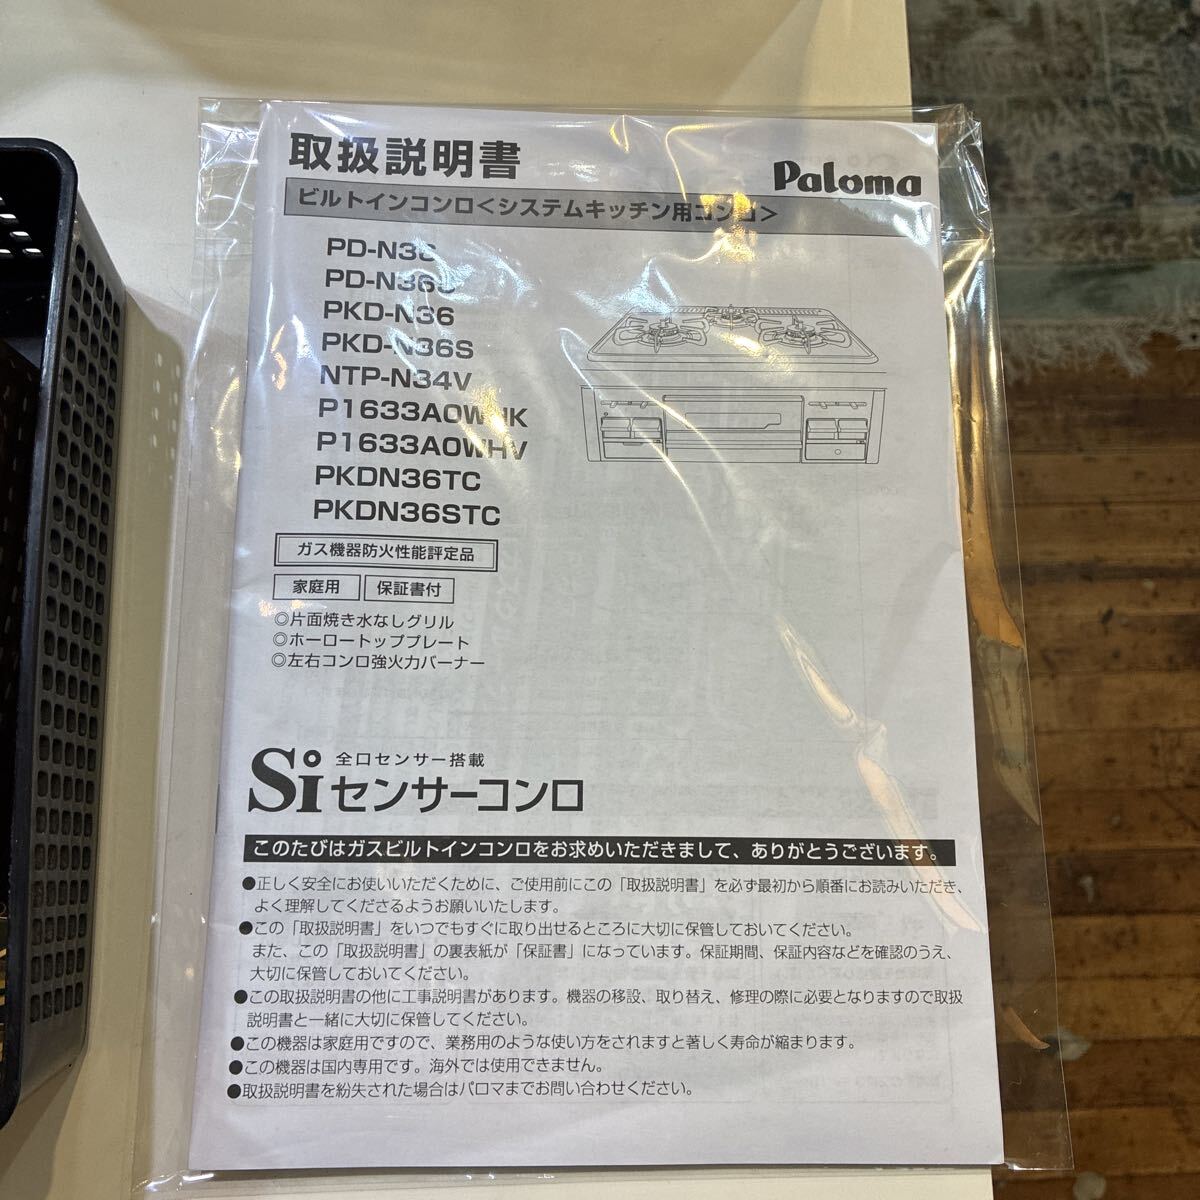 取扱説明書
Paloma
ビルトインコンロ<システムキッチン用コンロ>
PD-N36
PD-N36S
PKD-N36
PKD-N36S
NTP-N34V
P1633A0WHK
P1633A0WHV
PKDN36TC
PKDN36STC
ガス機器防火性能評定品
家庭用 保証書付
◎片面焼き水なしグリル
◎ホーロートッププレート
◎左右コンロ強火力バーナー
全口センサー搭載
Siセンサーコンロ
このたびはガスビルトインコンロをお求めいただきまして、ありがとうございます。
●正しく安全にお使いいただくために、ご使用前にこの「取扱説明書」を必ず最初から順番にお読みいただき、
よく理解してくださるようお願いいたします。
●この「取扱説明書」をいつでもすぐに取り出せるところに大切に保管しておいてください。
また、この「取扱説明書」の裏表紙が「保証書」になっています。保証期間、保証内容などを確認のうえ、
大切に保管しておいてください。
●この取扱説明書の他に工事説明書があります。機器の移設、取り替え、修理の際に必要となりますので取扱
説明書と一緒に大切に保管してください。
●この機器は家庭用ですので、業務用のような使い方をされますと著しく寿命が縮まります。
●この機器は国内専用です。海外では使用できません。
●取扱説明書を紛失された場合はパロマまでお問い合わせください。